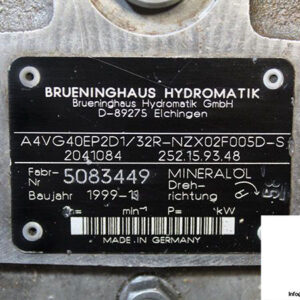 BRUENINGHAUS HYDROMATIK
Brueninghaus Hydromatik GmbH
D-89275 Elchingen
A4VG40EP2D1/32R-NZX02F005D-S
2041084 252.15.93.48
Fabr-Nr 5083449 MINERALÖL
Baujahr 1999-11 Drehrichtung
n= min⁻¹ P= kW
MADE IN GERMANY